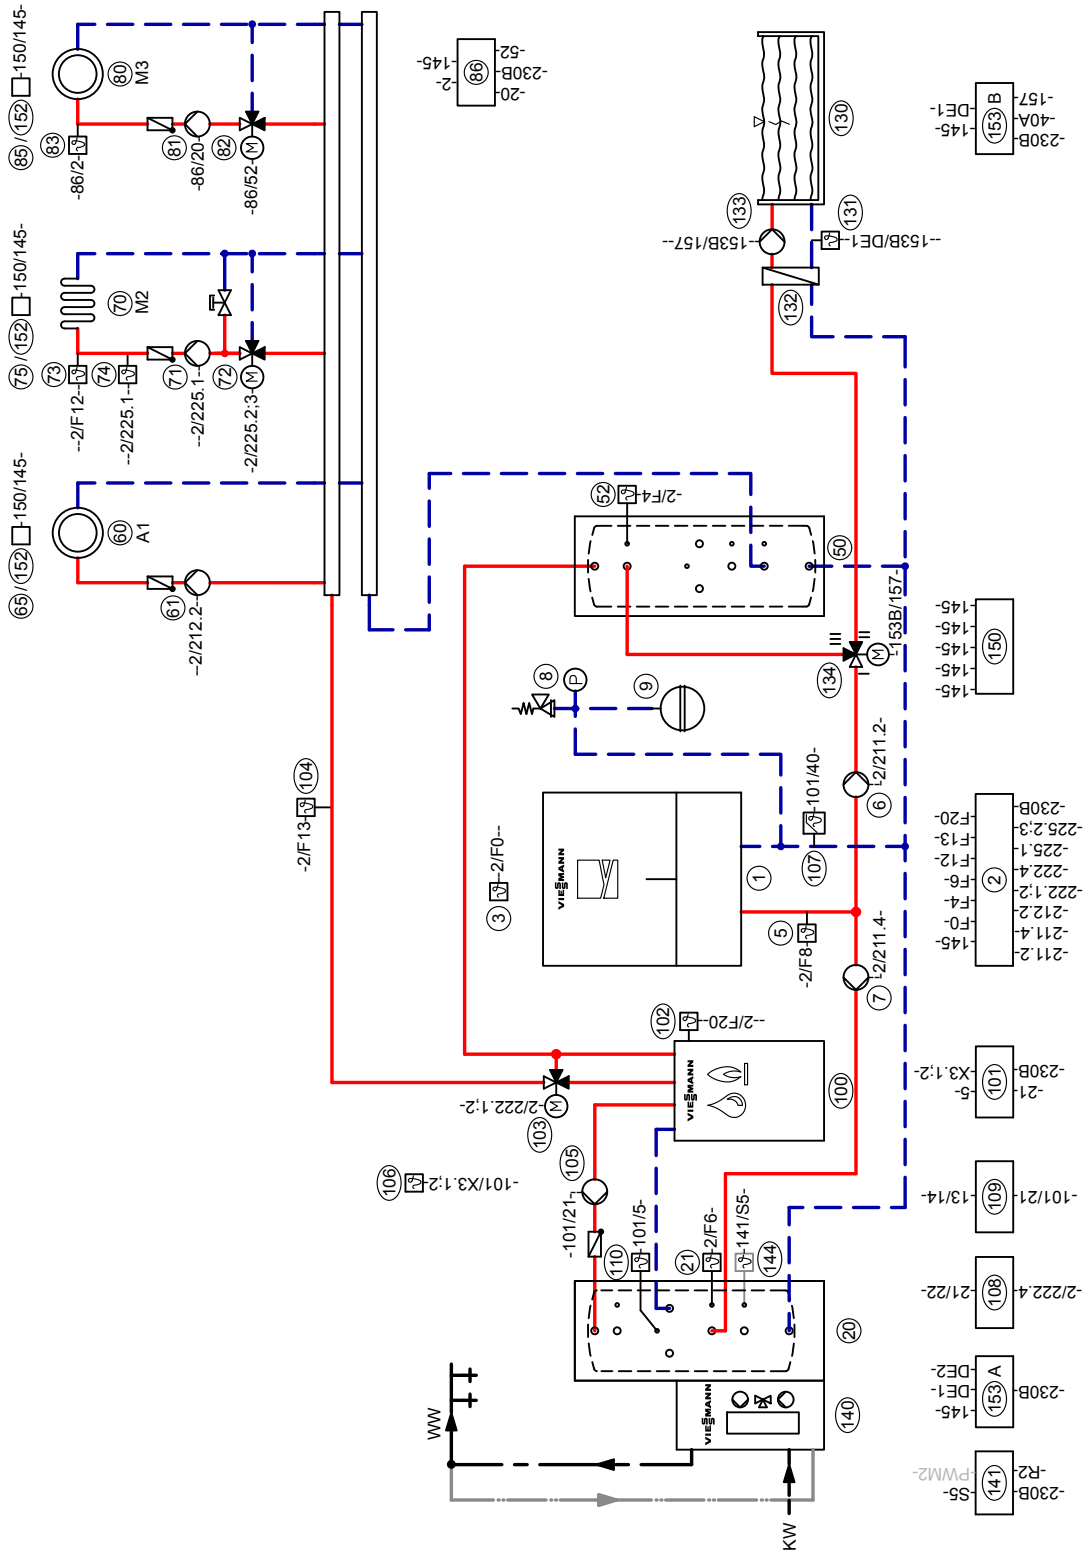 85 / 152 -150/145-
80
M3
83
-86/2-
81
-86/20-
82
M
-86/52-
75 / 152 -150/145-
70
M2
73
--2/F12--
74
--2/225.1--
71
--2/225.1--
72
M
-2/225.2;3-
65 / 152 -150/145-
60
A1
61
--2/212.2--
86
-145-
-2-
-52-
-230B-
-20-
130
133
--153B/157--
131
--153B/DE1--
132
153 B
DE1-
145-
-157-
-40A-
-230B-
52
-2/F4-
50
134
M
-153B/157-
8
P
9
104
-2/F13-
3
--2/F0--
VIESMANN
1
107
-101/40-
6
-2/211.2-
5
-2/F8-
7
-2/211.4-
150
145-
145-
145-
145-
145-
2
F20-
F13-
F12-
F6-
F4-
F0-
145-
-230B-
-225.2;3-
-225.1-
-222.4-
-222.1;2-
-212.2-
-211.4-
-211.2-
102
--2/F20--
VIESMANN
100
103
M
-2/222.1;2-
106
-101/X3.1;2-
105
-101/21-
101
X3.1;2-
5-
-230B-
-21-
109
13/14-
-101/21-
110
-101/5-
21
-2/F6-
144
-141/S5-
20
108
21/22-
-2/222.4-
VIESMANN
140
WW
KW
153 A
DE2-
DE1-
145-
-230B-
141
-PWM2-
S5-
-R2-
-230B-